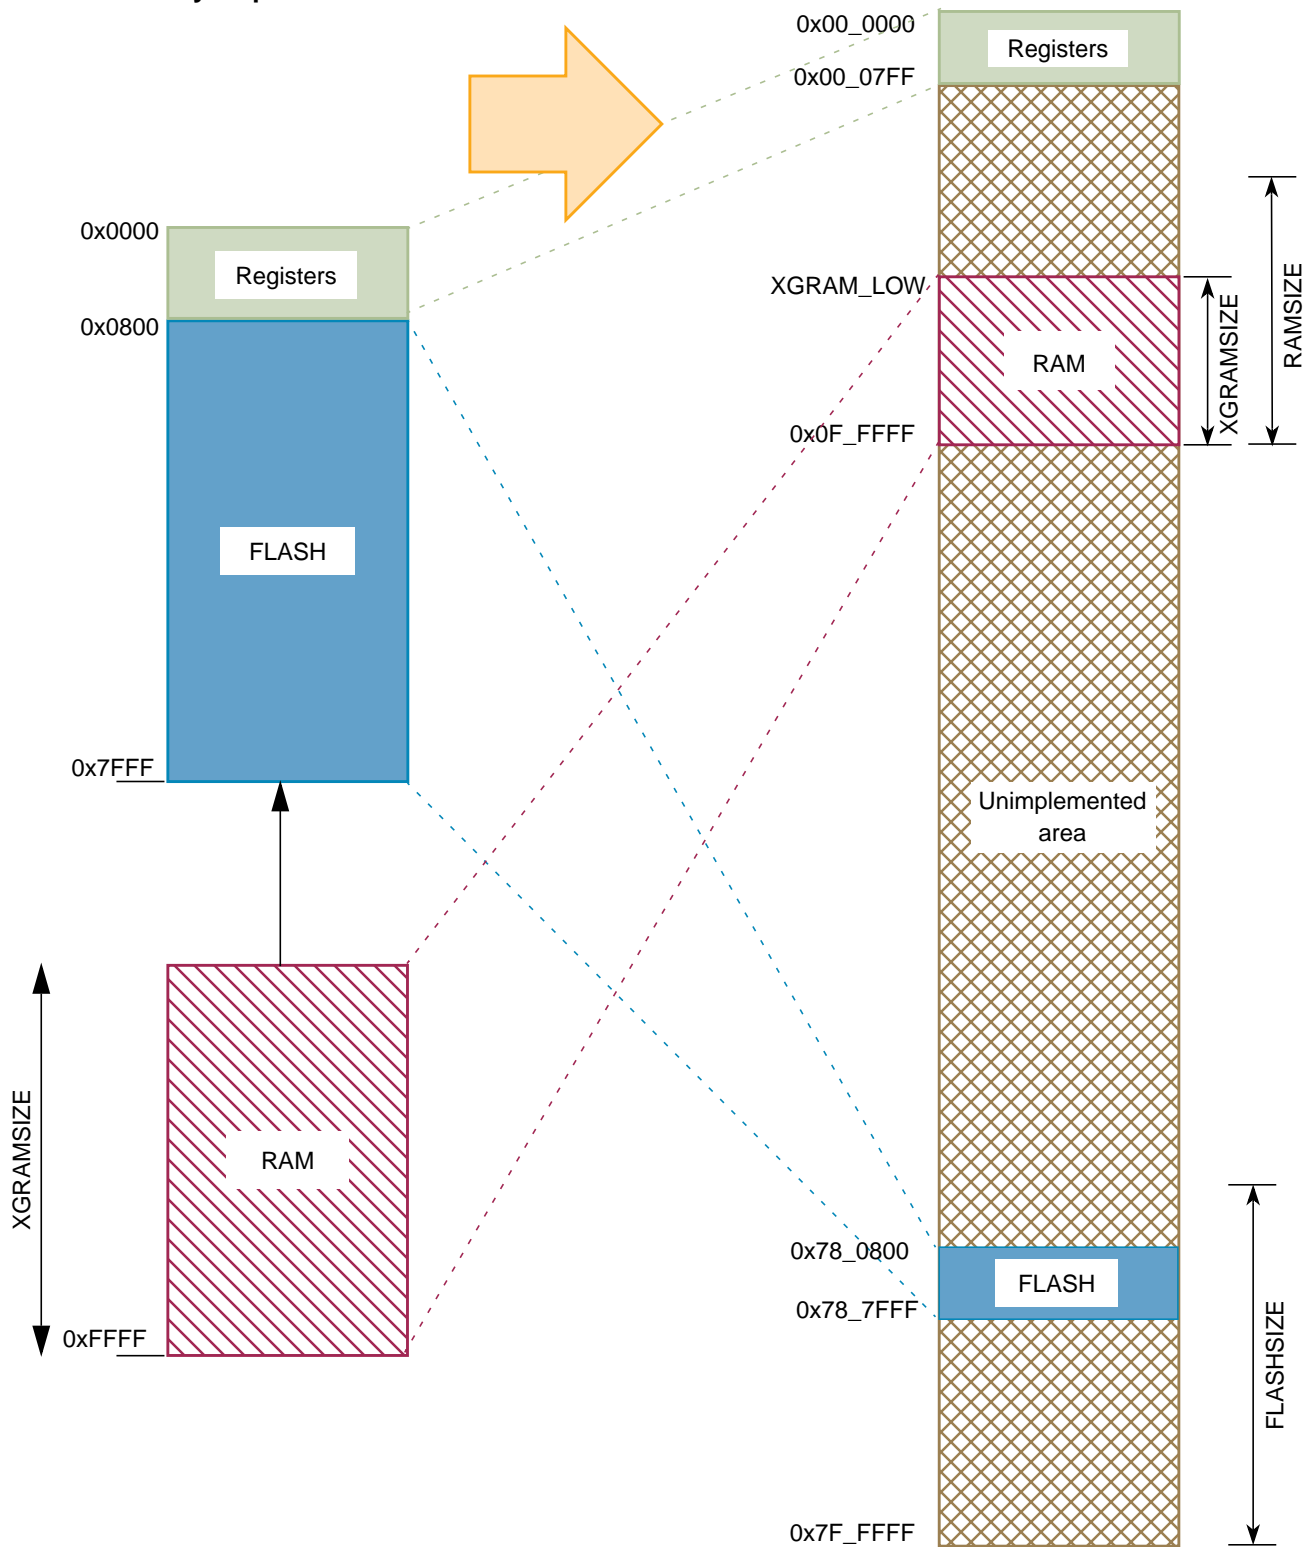 0x00_0000
Registers
0x00_07FF
0x0000
Registers
0x0800
XGRAM_LOW
RAM
XGRAMSIZE
RAMSIZE
0x0F_FFFF
FLASH
0x7FFF
Unimplemented
area
XGRAMSIZE
RAM
0xFFFF
0x78_0800
FLASH
0x78_7FFF
FLASHSIZE
0x7F_FFFF